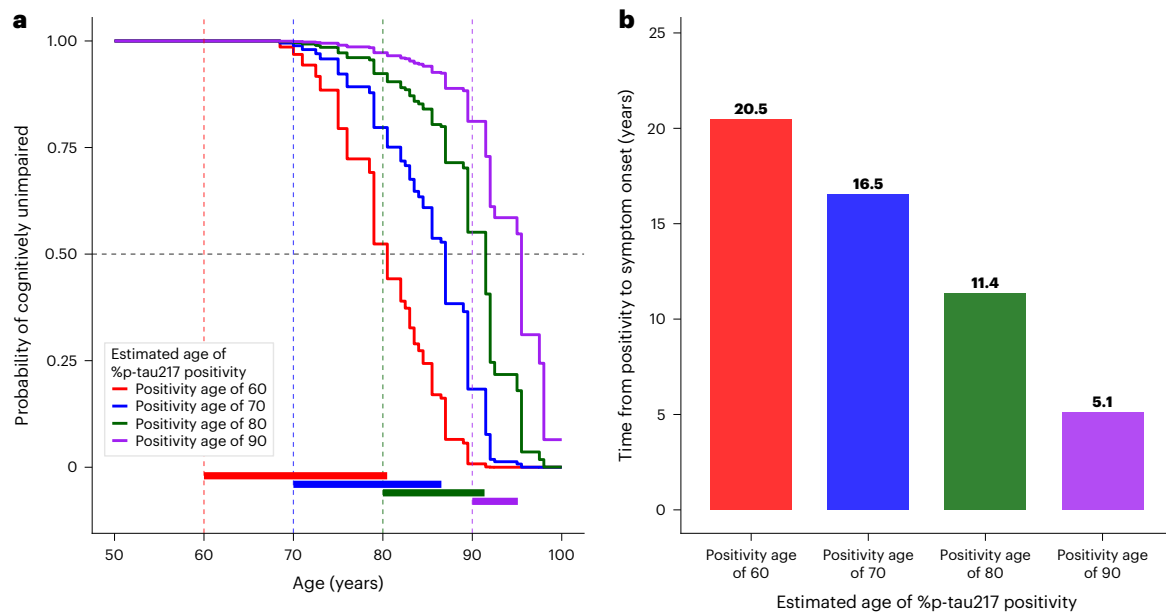 a
Probability of cognitively unimpaired
1.00
0.75
0.50
0.25
0
Estimated age of
%p-tau217 positivity
Positivity age of 60
Positivity age of 70
Positivity age of 80
Positivity age of 90
50
60
70
80
90
100
Age (years)
b
Time from positivity to symptom onset (years)
25
20
15
10
5
0
20.5
16.5
11.4
5.1
Positivity age
of 60
Positivity age
of 70
Positivity age
of 80
Positivity age
of 90
Estimated age of %p-tau217 positivity